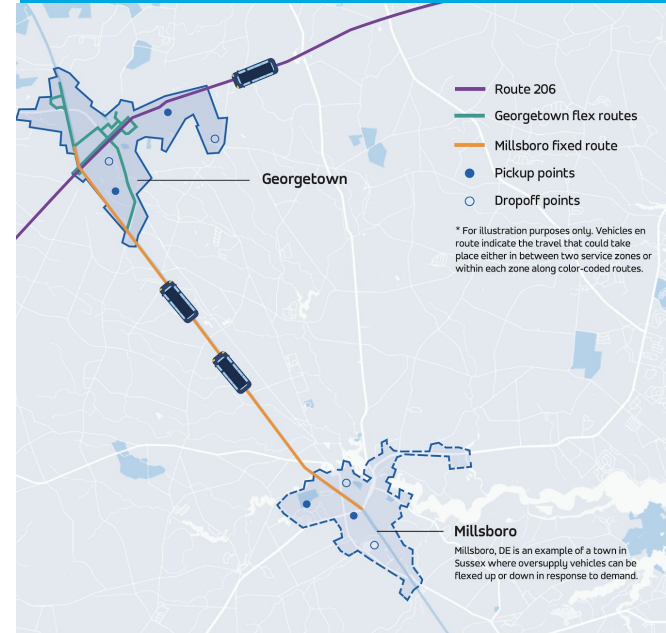 Route 206
Georgetown flex routes
Millsboro fixed route
Pickup points
Dropoff points
* For illustration purposes only. Vehicles en
route indicate the travel that could take
place either in between two service zones or
within each zone along color-coded routes.
Georgetown
Millsboro
Millsboro, DE is an example of a town in
Sussex where oversupply vehicles can be
flexed up or down in response to demand.